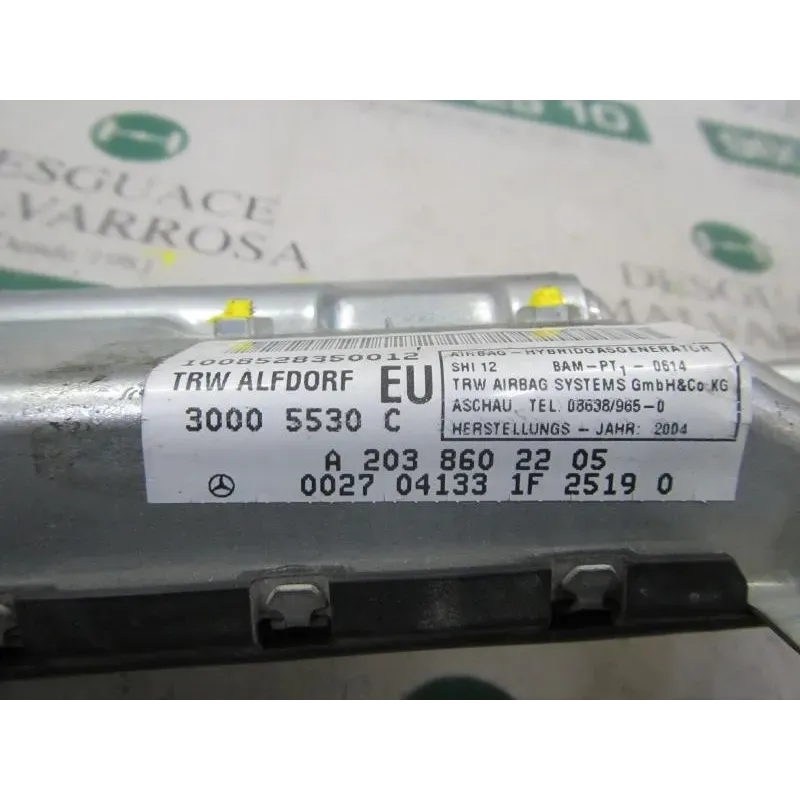 DESGUACE
MALVARROSA
DESGUACE
MALVARROSA
1008528350012
TRW ALFDORF EU
30005 5530 C
AIRBAG - HYBRIDGASGENERATOR
SHI 12 BAM-PT1 - 0614
TRW AIRBAG SYSTEMS GmbH&Co KG
ASCHAU, TEL. 08638/965-0
HERSTELLUNGS - JAHR: 2004
A 203 860 22 05
0027 04133 1F 2519 0